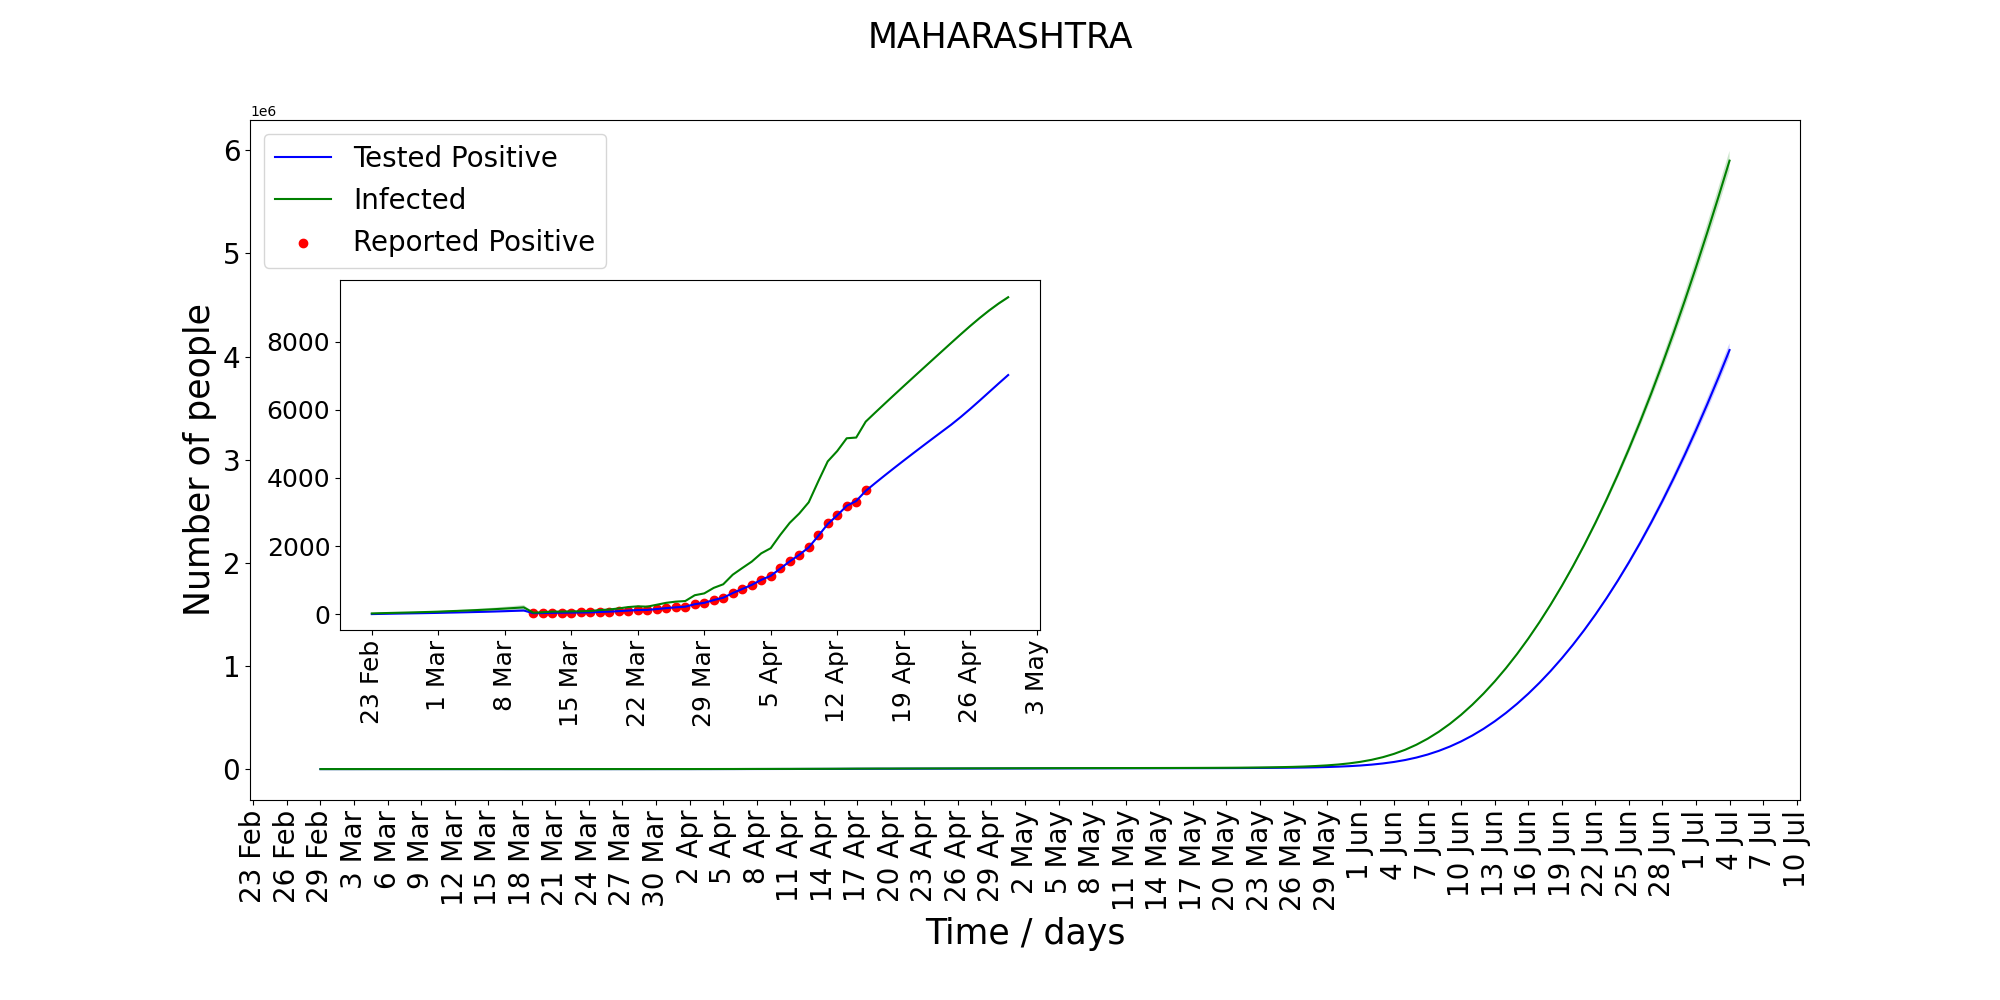 MAHARASHTRA
1e6
Tested Positive
Infected
Reported Positive
Number of people
6
5
4
3
2
1
0
8000
6000
4000
2000
0
23 Feb
1 Mar
8 Mar
15 Mar
22 Mar
29 Mar
5 Apr
12 Apr
19 Apr
26 Apr
3 May
23 Feb
26 Feb
29 Feb
3 Mar
6 Mar
9 Mar
12 Mar
15 Mar
18 Mar
21 Mar
24 Mar
27 Mar
30 Mar
2 Apr
5 Apr
8 Apr
11 Apr
14 Apr
17 Apr
20 Apr
23 Apr
26 Apr
29 Apr
2 May
5 May
8 May
11 May
14 May
17 May
20 May
23 May
26 May
29 May
1 Jun
4 Jun
7 Jun
10 Jun
13 Jun
16 Jun
19 Jun
22 Jun
25 Jun
28 Jun
1 Jul
4 Jul
7 Jul
10 Jul
Time / days